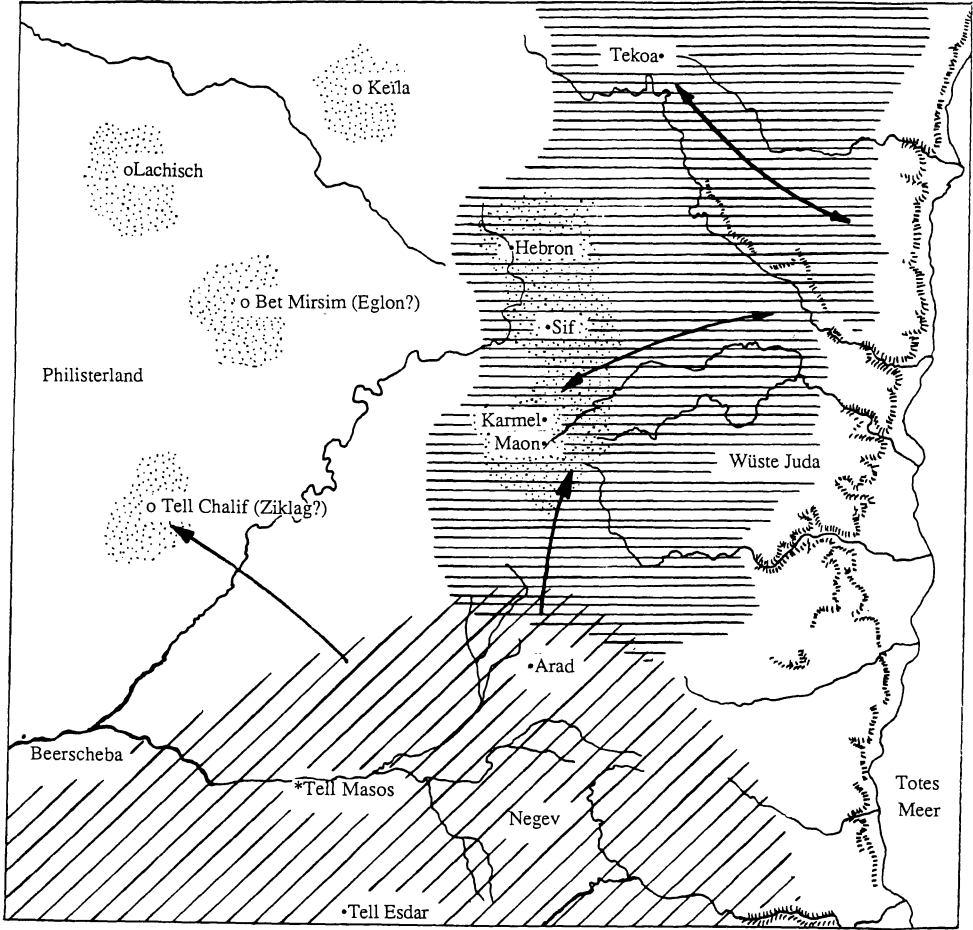 Tekoa
Keïla
Lachisch
Hebron
Bet Mirsim (Eglon?)
Sif
Philisterland
Karmel
Maon
Wüste Juda
Tell Chalif (Ziklag?)
Arad
Beerscheba
*Tell Masos
Totes
Meer
Negev
Tell Esdar